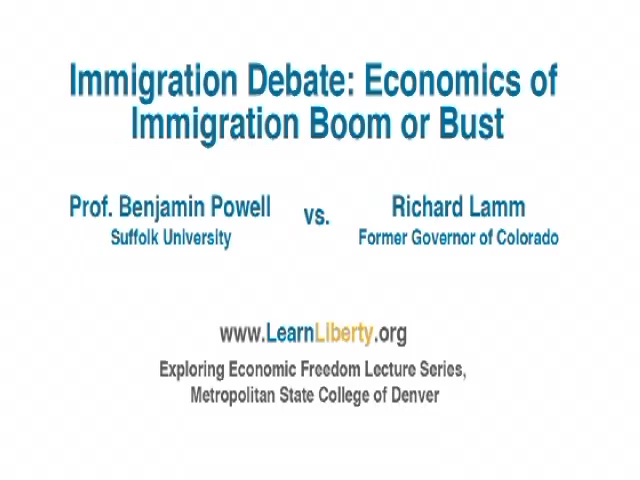 Immigration Debate: Economics of
Immigration Boom or Bust
Prof. Benjamin Powell
Suffolk University
vs.
Richard Lamm
Former Governor of Colorado
www.LearnLiberty.org
Exploring Economic Freedom Lecture Series,
Metropolitan State College of Denver